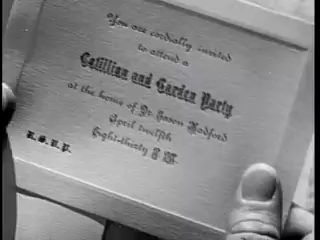 You are cordially invited
to attend a
Cotillion and Garden Party
at the home of Dr. Jason Radford
April twelfth
Eight-thirty P.M.
R.S.V.P.